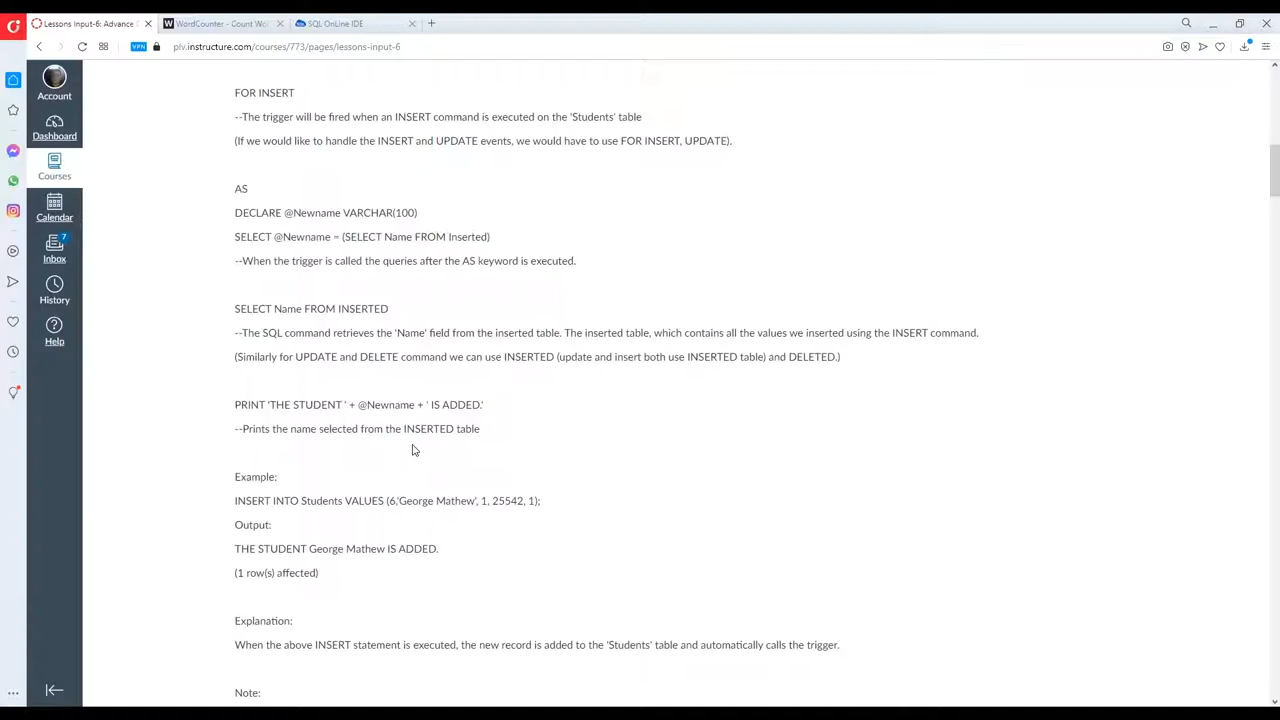 Lessons Input-6: Advance
WordCounter - Count Wo
SQL OnLine IDE
VPN
plv.instructure.com/courses/773/pages/lessons-input-6
Account
Dashboard
Courses
Calendar
7
Inbox
History
Help
FOR INSERT
--The trigger will be fired when an INSERT command is executed on the 'Students' table
(If we would like to handle the INSERT and UPDATE events, we would have to use FOR INSERT, UPDATE).
AS
DECLARE @Newname VARCHAR(100)
SELECT @Newname = (SELECT Name FROM Inserted)
--When the trigger is called the queries after the AS keyword is executed.
SELECT Name FROM INSERTED
--The SQL command retrieves the 'Name' field from the inserted table. The inserted table, which contains all the values we inserted using the INSERT command.
(Similarly for UPDATE and DELETE command we can use INSERTED (update and insert both use INSERTED table) and DELETED.)
PRINT 'THE STUDENT ' + @Newname + ' IS ADDED.'
--Prints the name selected from the INSERTED table
Example:
INSERT INTO Students VALUES (6,'George Mathew', 1, 25542, 1);
Output:
THE STUDENT George Mathew IS ADDED.
(1 row(s) affected)
Explanation:
When the above INSERT statement is executed, the new record is added to the 'Students' table and automatically calls the trigger.
Note: